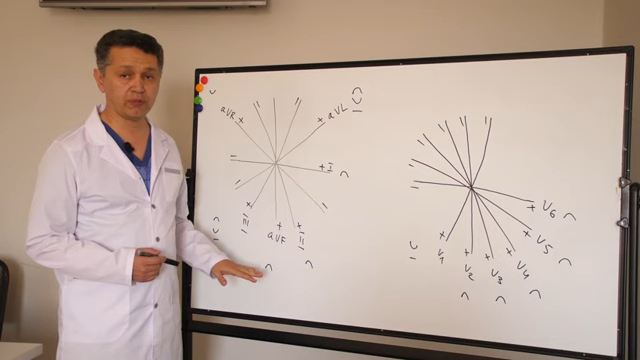 aVR +
+ aVL
+ I
+
III
+
aVF
+
II
+ V6
+ V5
+ V4
+
V3
+
V2
+
V1